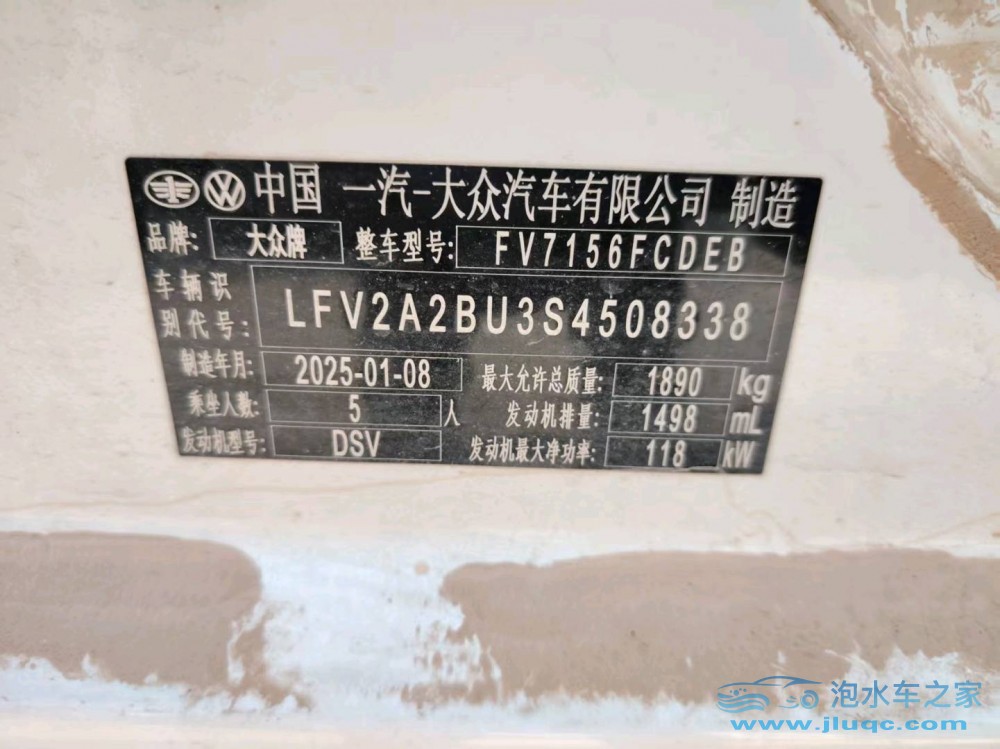 中国 一汽-大众汽车有限公司 制造
品牌: 大众牌 整车型号: FV7156FCDEB
车辆识别代号: LFV2A2BU3S4508338
制造年月: 2025-01-08 最大允许总质量: 1890 kg
乘坐人数: 5 人 发动机排量: 1498 mL
发动机型号: DSV 发动机最大净功率: 118 kW
泡水车之家
www.jluqc.com